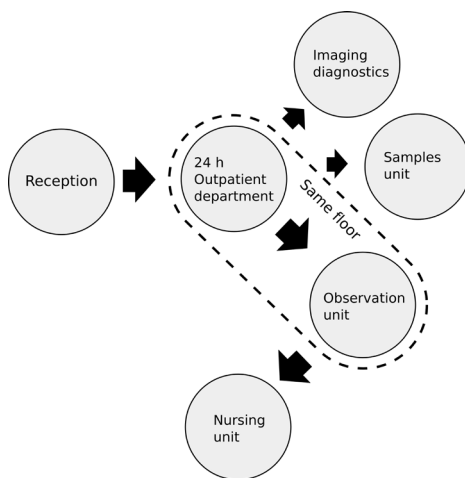 Imaging
diagnostics
24 h
Outpatient
department
Samples
unit
Reception
Same floor
Observation
unit
Nursing
unit